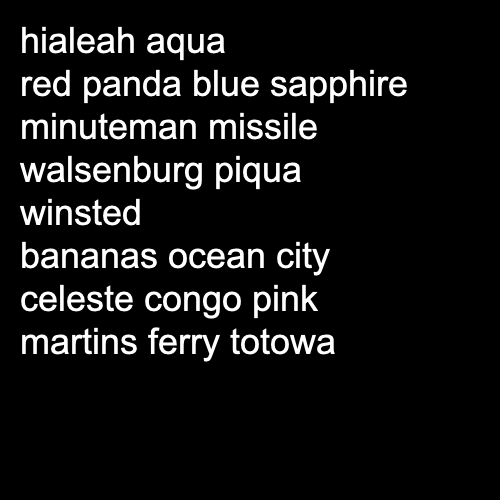 hialeah aqua
red panda blue sapphire
minuteman missile
walsenburg piqua
winsted
bananas ocean city
celeste congo pink
martins ferry totowa